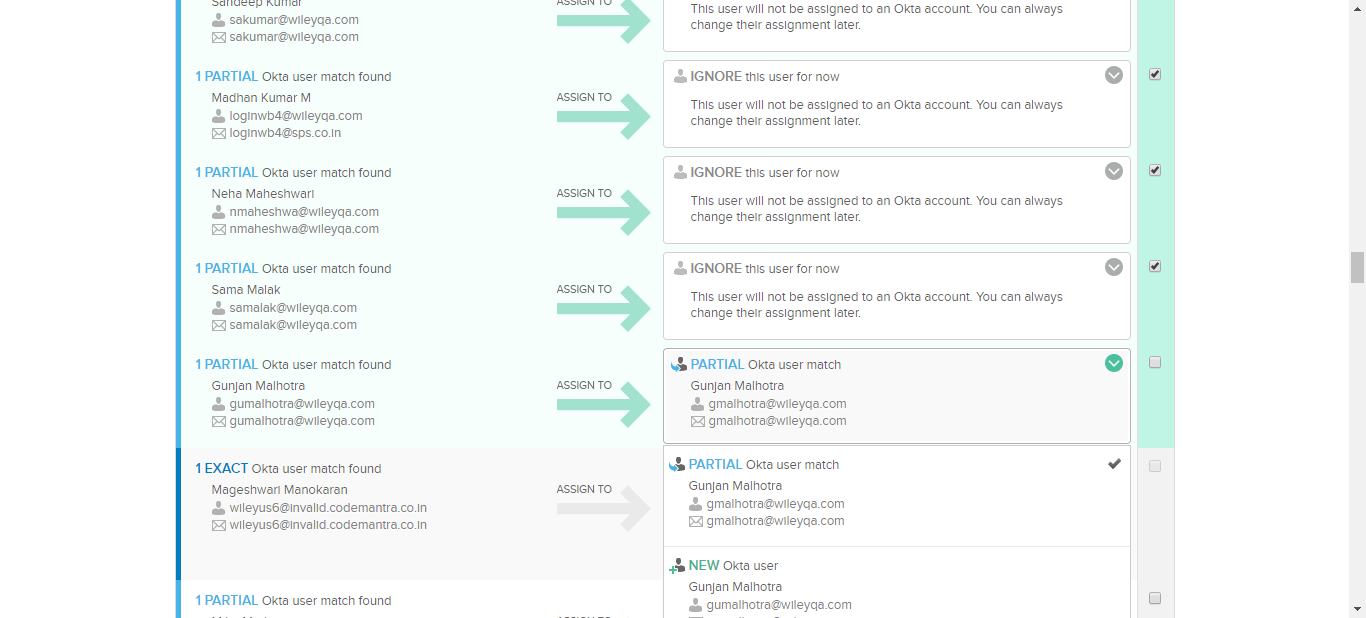 Sandeep Kumar
sakumar@wileyqa.com
sakumar@wileyqa.com
ASSIGN TO
This user will not be assigned to an Okta account. You can always
change their assignment later.
1 PARTIAL Okta user match found
Madhan Kumar M
loginwb4@wileyqa.com
loginwb4@sps.co.in
ASSIGN TO
IGNORE this user for now
This user will not be assigned to an Okta account. You can always
change their assignment later.
1 PARTIAL Okta user match found
Neha Maheshwari
nmaheshwa@wileyqa.com
nmaheshwa@wileyqa.com
ASSIGN TO
IGNORE this user for now
This user will not be assigned to an Okta account. You can always
change their assignment later.
1 PARTIAL Okta user match found
Sama Malak
samalak@wileyqa.com
samalak@wileyqa.com
ASSIGN TO
IGNORE this user for now
This user will not be assigned to an Okta account. You can always
change their assignment later.
1 PARTIAL Okta user match found
Gunjan Malhotra
gumalhotra@wileyqa.com
gumalhotra@wileyqa.com
ASSIGN TO
PARTIAL Okta user match
Gunjan Malhotra
gmalhotra@wileyqa.com
gmalhotra@wileyqa.com
1 EXACT Okta user match found
Mageshwari Manokaran
wileyus6@invalid.codemantra.co.in
wileyus6@invalid.codemantra.co.in
ASSIGN TO
PARTIAL Okta user match
Gunjan Malhotra
gmalhotra@wileyqa.com
gmalhotra@wileyqa.com
NEW Okta user
Gunjan Malhotra
gumalhotra@wileyqa.com
1 PARTIAL Okta user match found
ASSIGN TO